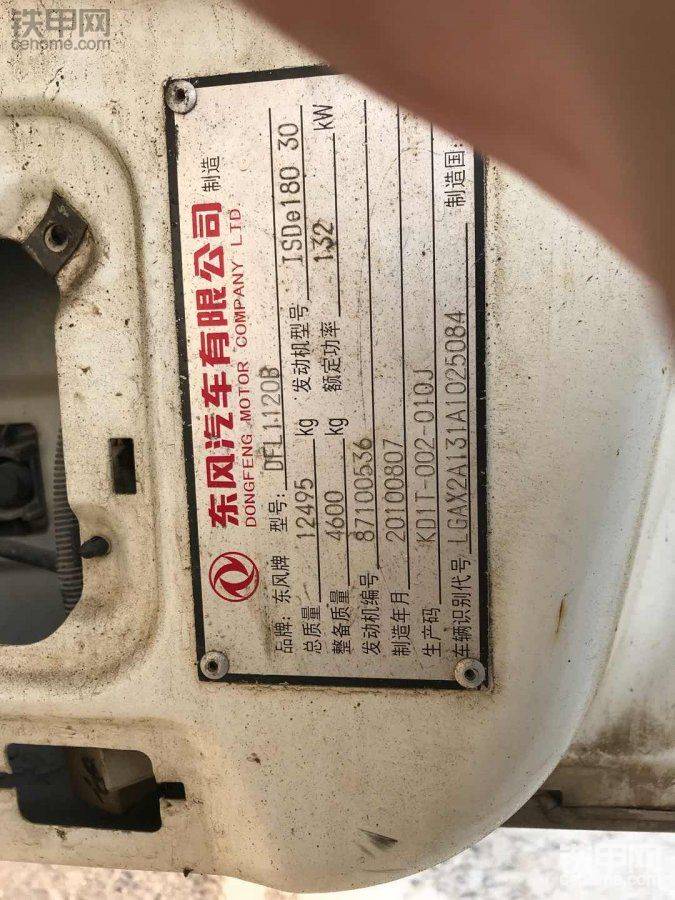 铁甲网
cehome.com
东风汽车有限公司 制造
DONGFENG MOTOR COMPANY LTD.
品牌: 东风牌 型号: DFL1120B 发动机型号 ISDe180 30
总质量 12495 kg 额定功率 132 kW
整备质量 4600 kg
发动机编号 87100536
制造年月 20100807
生产码 KD1T-002-010J
车辆识别代号 LGAX2A131A1025084 制造国:
铁甲网
cehome.com